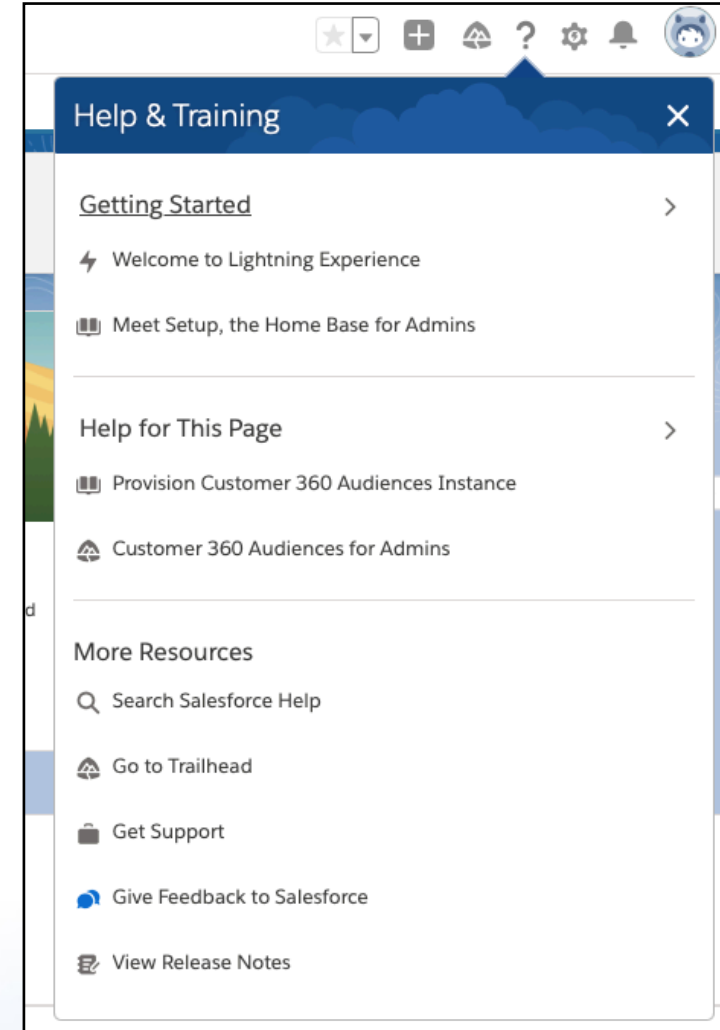 Help & Training
Getting Started
Welcome to Lightning Experience
Meet Setup, the Home Base for Admins
Help for This Page
Provision Customer 360 Audiences Instance
Customer 360 Audiences for Admins
d
More Resources
Search Salesforce Help
Go to Trailhead
Get Support
Give Feedback to Salesforce
View Release Notes